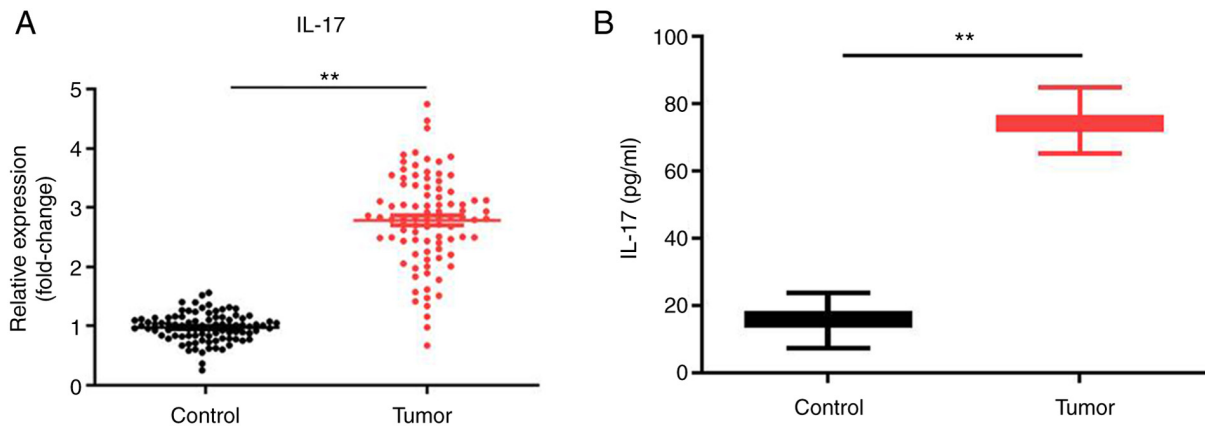 A
IL-17
**
Relative expression
(fold-change)
5
4
3
2
1
0
Control
Tumor
B
**
IL-17 (pg/ml)
100
80
60
40
20
0
Control
Tumor